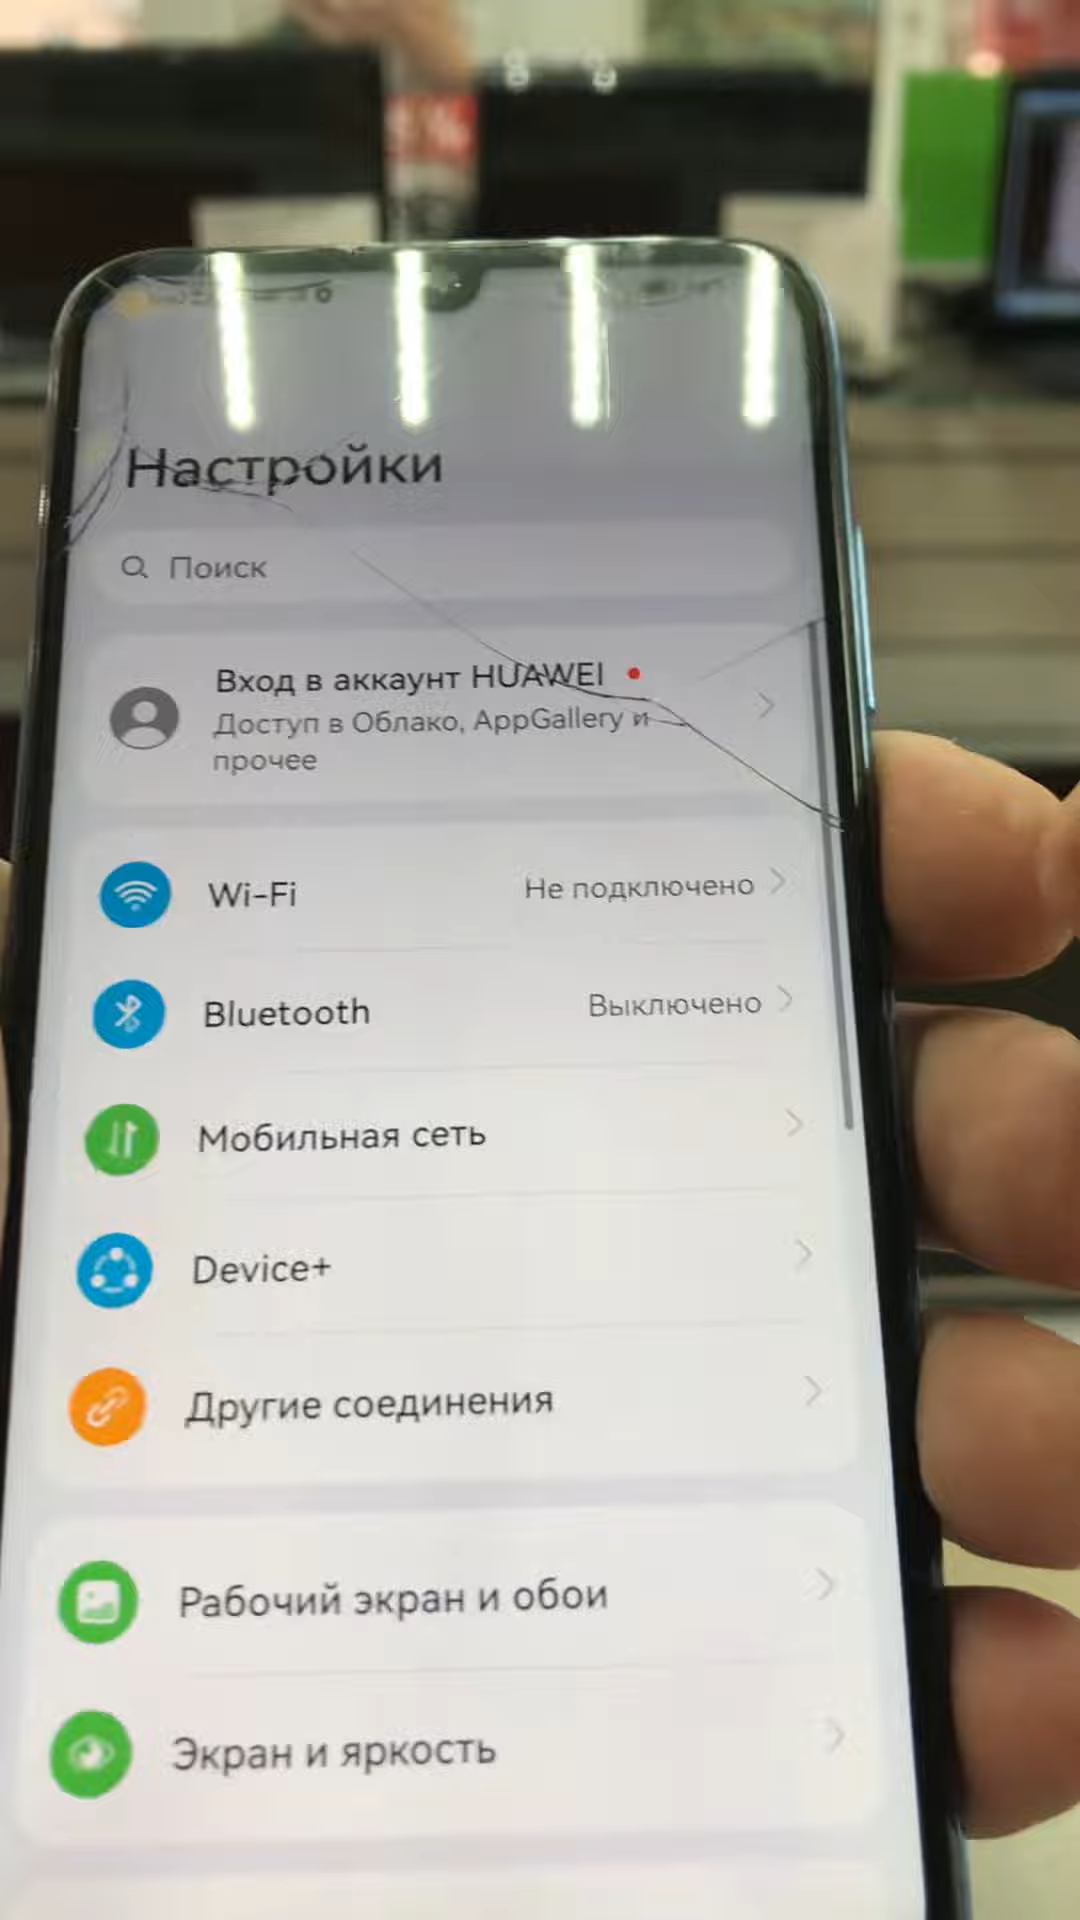 Настройки
Поиск
Вход в аккаунт HUAWEI
Доступ в Облако, AppGallery и
прочее
Wi-Fi Не подключено
Bluetooth Выключено
Мобильная сеть
Device+
Другие соединения
Рабочий экран и обои
Экран и яркость